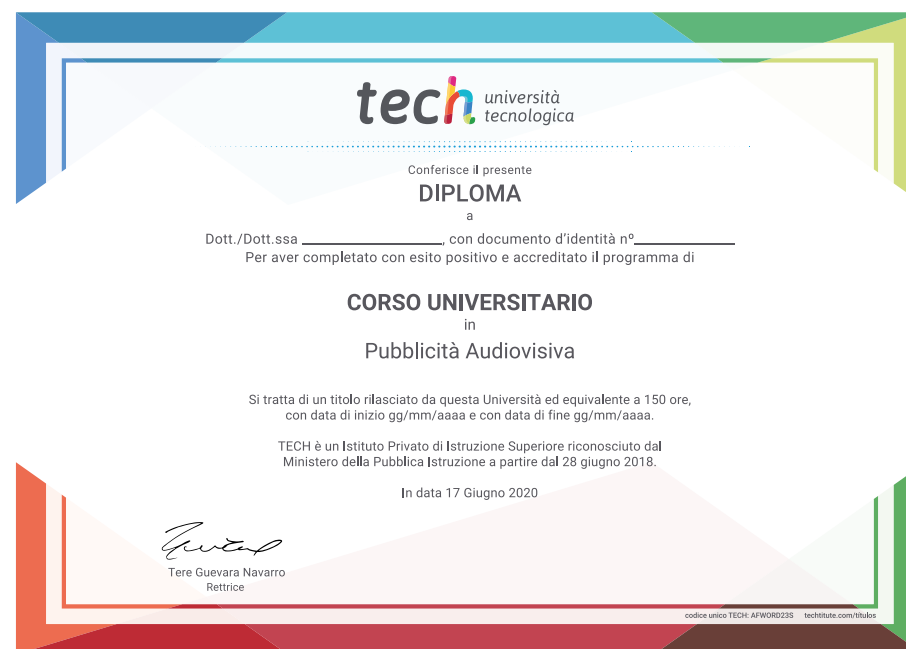 tech università
tecnologica
Conferisce il presente
DIPLOMA
a
Dott./Dott.ssa ____________________, con documento d'identità nº______________
Per aver completato con esito positivo e accreditato il programma di
CORSO UNIVERSITARIO
in
Pubblicità Audiovisiva
Si tratta di un titolo rilasciato da questa Università ed equivalente a 150 ore,
con data di inizio gg/mm/aaaa e con data di fine gg/mm/aaaa.
TECH è un Istituto Privato di Istruzione Superiore riconosciuto dal
Ministero della Pubblica Istruzione a partire dal 28 giugno 2018.
In data 17 Giugno 2020
Tere Guevara Navarro
Rettrice
codice unico TECH: AFWORD23S techtitute.com/títulos